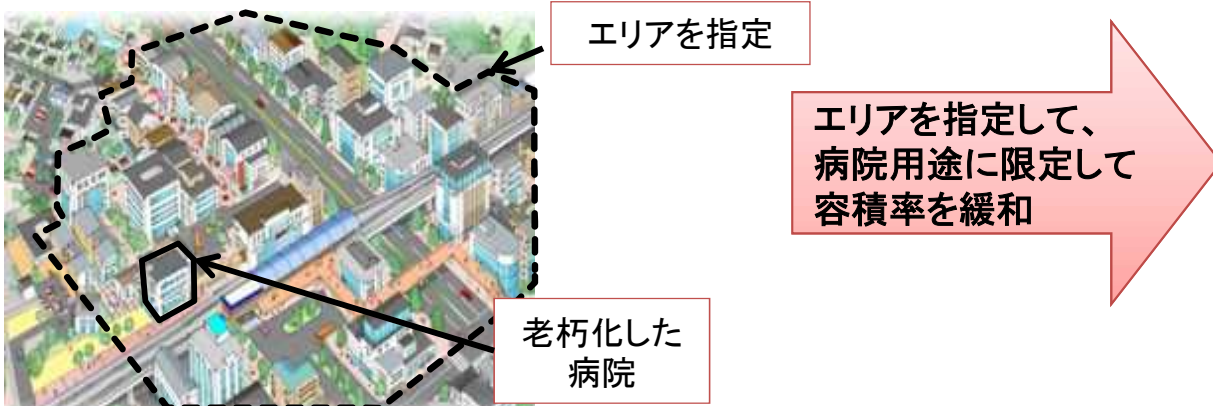 エリアを指定
エリアを指定して、
病院用途に限定して
容積率を緩和
老朽化した
病院